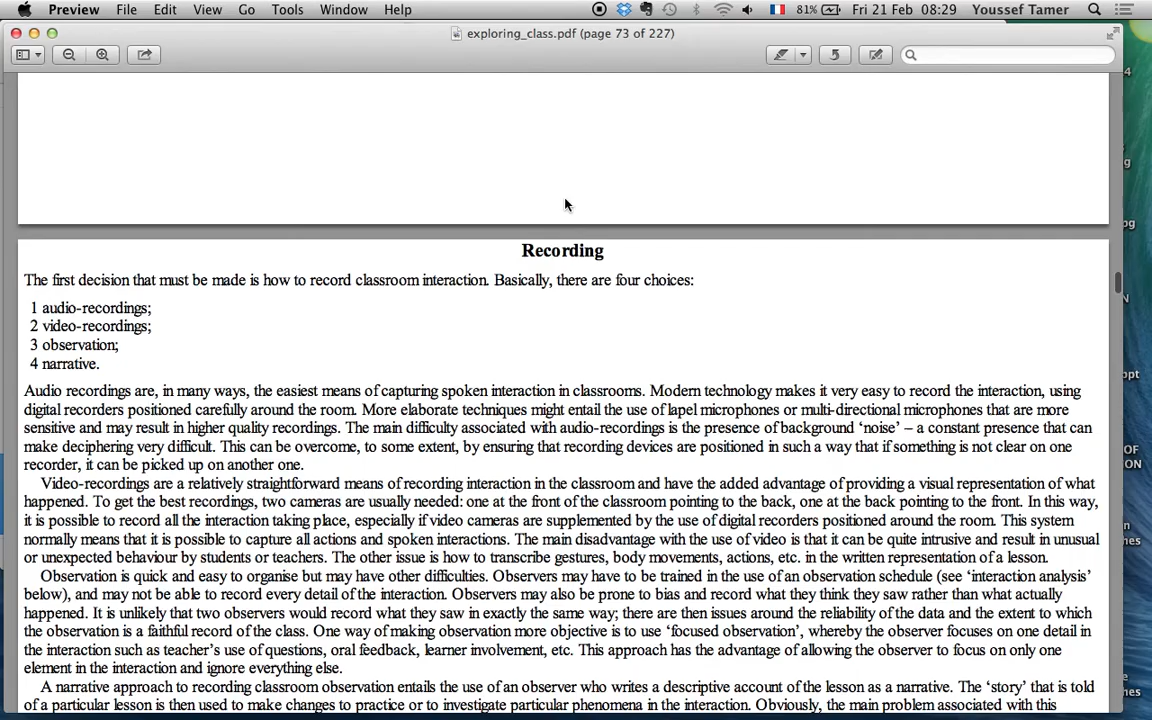 Preview File Edit View Go Tools Window Help 81% Fri 21 Feb 08:29 Youssef Tamer
exploring_class.pdf (page 73 of 227)
Recording
The first decision that must be made is how to record classroom interaction. Basically, there are four choices:
1 audio-recordings;
2 video-recordings;
3 observation;
4 narrative.
Audio recordings are, in many ways, the easiest means of capturing spoken interaction in classrooms. Modern technology makes it very easy to record the interaction, using
digital recorders positioned carefully around the room. More elaborate techniques might entail the use of lapel microphones or multi-directional microphones that are more
sensitive and may result in higher quality recordings. The main difficulty associated with audio-recordings is the presence of background ‘noise’ – a constant presence that can
make deciphering very difficult. This can be overcome, to some extent, by ensuring that recording devices are positioned in such a way that if something is not clear on one
recorder, it can be picked up on another one.
Video-recordings are a relatively straightforward means of recording interaction in the classroom and have the added advantage of providing a visual representation of what
happened. To get the best recordings, two cameras are usually needed: one at the front of the classroom pointing to the back, one at the back pointing to the front. In this way,
it is possible to record all the interaction taking place, especially if video cameras are supplemented by the use of digital recorders positioned around the room. This system
normally means that it is possible to capture all actions and spoken interactions. The main disadvantage with the use of video is that it can be quite intrusive and result in unusual
or unexpected behaviour by students or teachers. The other issue is how to transcribe gestures, body movements, actions, etc. in the written representation of a lesson.
Observation is quick and easy to organise but may have other difficulties. Observers may have to be trained in the use of an observation schedule (see ‘interaction analysis’
below), and may not be able to record every detail of the interaction. Observers may also be prone to bias and record what they think they saw rather than what actually
happened. It is unlikely that two observers would record what they saw in exactly the same way; there are then issues around the reliability of the data and the extent to which
the observation is a faithful record of the class. One way of making observation more objective is to use ‘focused observation’, whereby the observer focuses on one detail in
the interaction such as teacher’s use of questions, oral feedback, learner involvement, etc. This approach has the advantage of allowing the observer to focus on only one
element in the interaction and ignore everything else.
A narrative approach to recording classroom observation entails the use of an observer who writes a descriptive account of the lesson as a narrative. The ‘story’ that is told
of a particular lesson is then used to make changes to practice or to investigate particular phenomena in the interaction. Obviously, the main problem associated with this